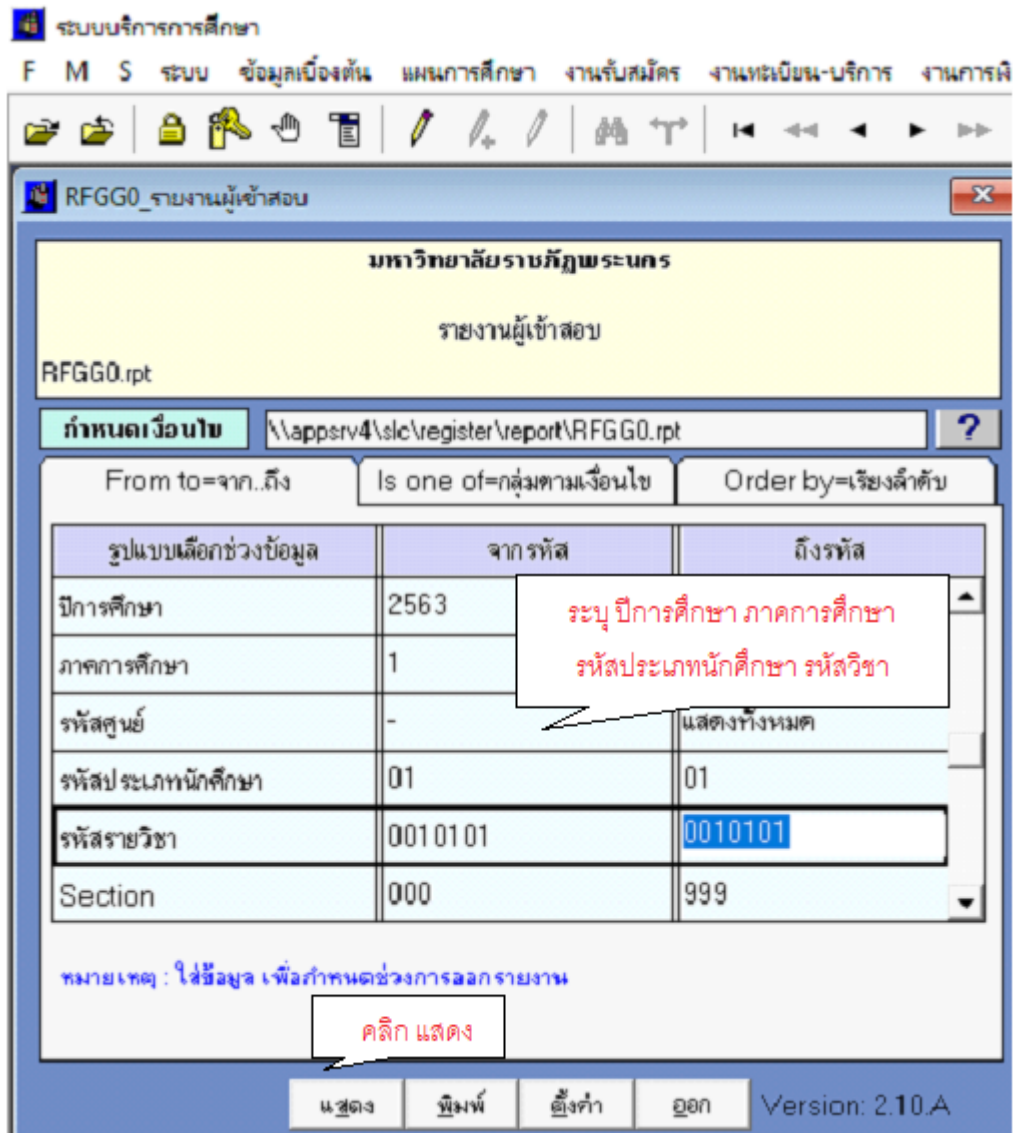 ระบบบริการการศึกษา
F M S ระบบ ข้อมูลเบื้องต้น แผนการศึกษา งานรับสมัคร งานทะเบียน-บริการ
RFGG0_รายงานผู้เข้าสอบ
มหาวิทยาลัยราชภัฏพระนคร
รายงานผู้เข้าสอบ
RFGG0.rpt
กำหนดเงื่อนไข \\appsrv4\slc\register\report\RFGG0.rpt ?
From to=จาก..ถึง Is one of=กลุ่มตามเงื่อนไข Order by=เรียงลำดับ
รูปแบบเลือกช่วงข้อมูล จากรหัส ถึงรหัส
ปีการศึกษา 2563
ระบุ ปีการศึกษา ภาคการศึกษา
ภาคการศึกษา 1
รหัสประเภทนักศึกษา รหัสวิชา
รหัสศูนย์ - แสดงทั้งหมด
รหัสประเภทนักศึกษา 01 01
รหัสรายวิชา 0010101 0010101
Section 000 999
หมายเหตุ : ใส่ข้อมูล เพื่อกำหนดช่วงการออกรายงาน
คลิก แสดง
แสดง พิมพ์ ตั้งค่า ออก Version: 2.10.A